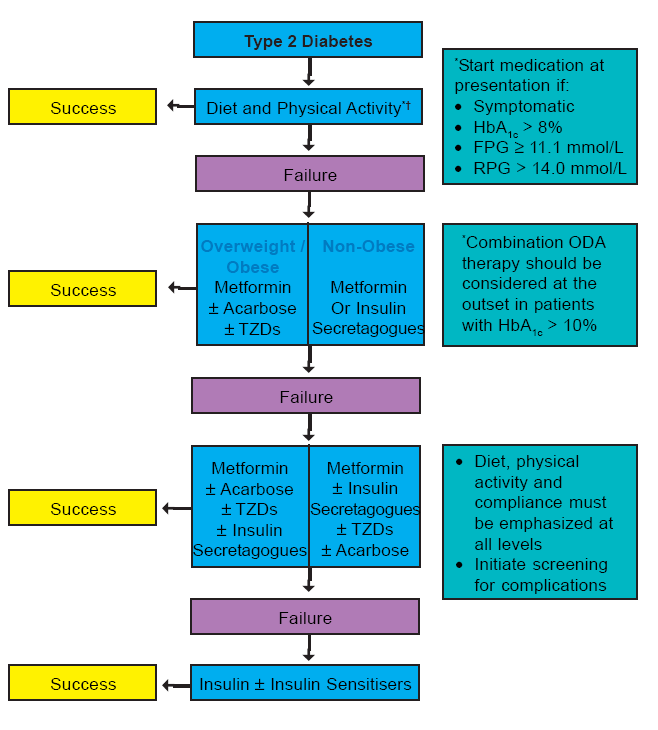 Type 2 Diabetes
*Start medication at
presentation if:
• Symptomatic
• HbA1c > 8%
• FPG ≥ 11.1 mmol/L
• RPG > 14.0 mmol/L
Success
Diet and Physical Activity*†
Failure
Overweight /
Obese
Metformin
± Acarbose
± TZDs
Non-Obese
Metformin
Or Insulin
Secretagogues
Success
*Combination ODA
therapy should be
considered at the
outset in patients
with HbA1c > 10%
Failure
Metformin
± Acarbose
± TZDs
± Insulin
Secretagogues
Metformin
± Insulin
Secretagogues
± TZDs
± Acarbose
Success
• Diet, physical
activity and
compliance must
be emphasized at
all levels
• Initiate screening
for complications
Failure
Success
Insulin ± Insulin Sensitisers